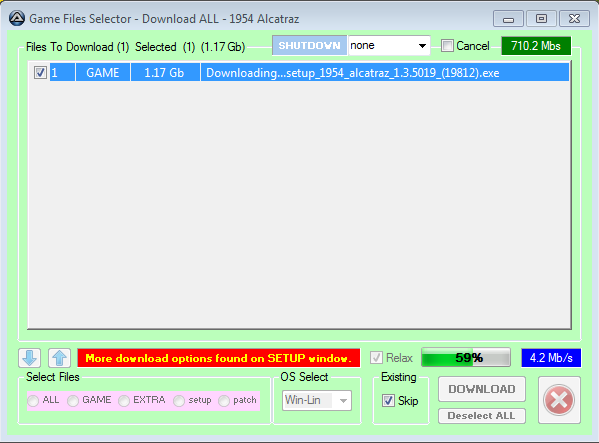 Game Files Selector - Download ALL - 1954 Alcatraz
Files To Download (1) Selected (1) (1.17 Gb)
SHUTDOWN
none
Cancel
710.2 Mbs
1 GAME 1.17 Gb Downloading...setup_1954_alcatraz_1.3.5019_(19812).exe
More download options found on SETUP window.
Relax
59%
4.2 Mb/s
Select Files
ALL GAME EXTRA setup patch
OS Select
Win-Lin
Existing
Skip
DOWNLOAD
Deselect ALL